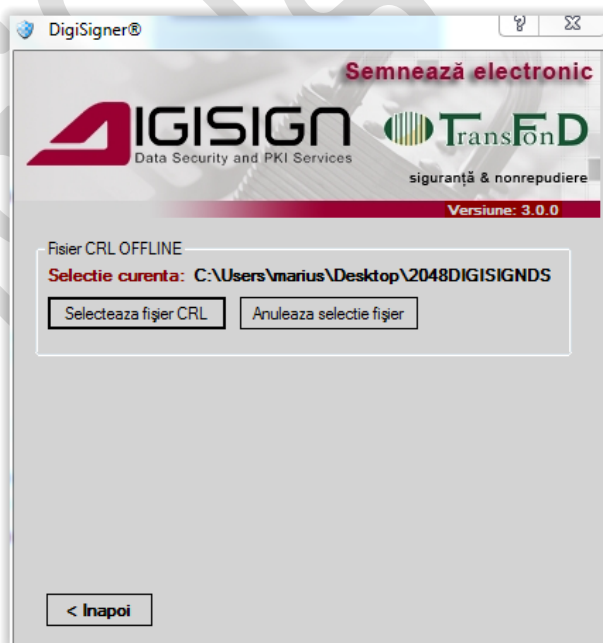 DigiSigner®
Semnează electronic
DIGISIGN
Data Security and PKI Services
TransFonD
siguranță & nonrepudiere
Versiune: 3.0.0
Fisier CRL OFFLINE
Selectie curenta: C:\Users\marius\Desktop\2048DIGISIGNDS
Selecteaza fişier CRL
Anuleaza selectie fişier
< Inapoi